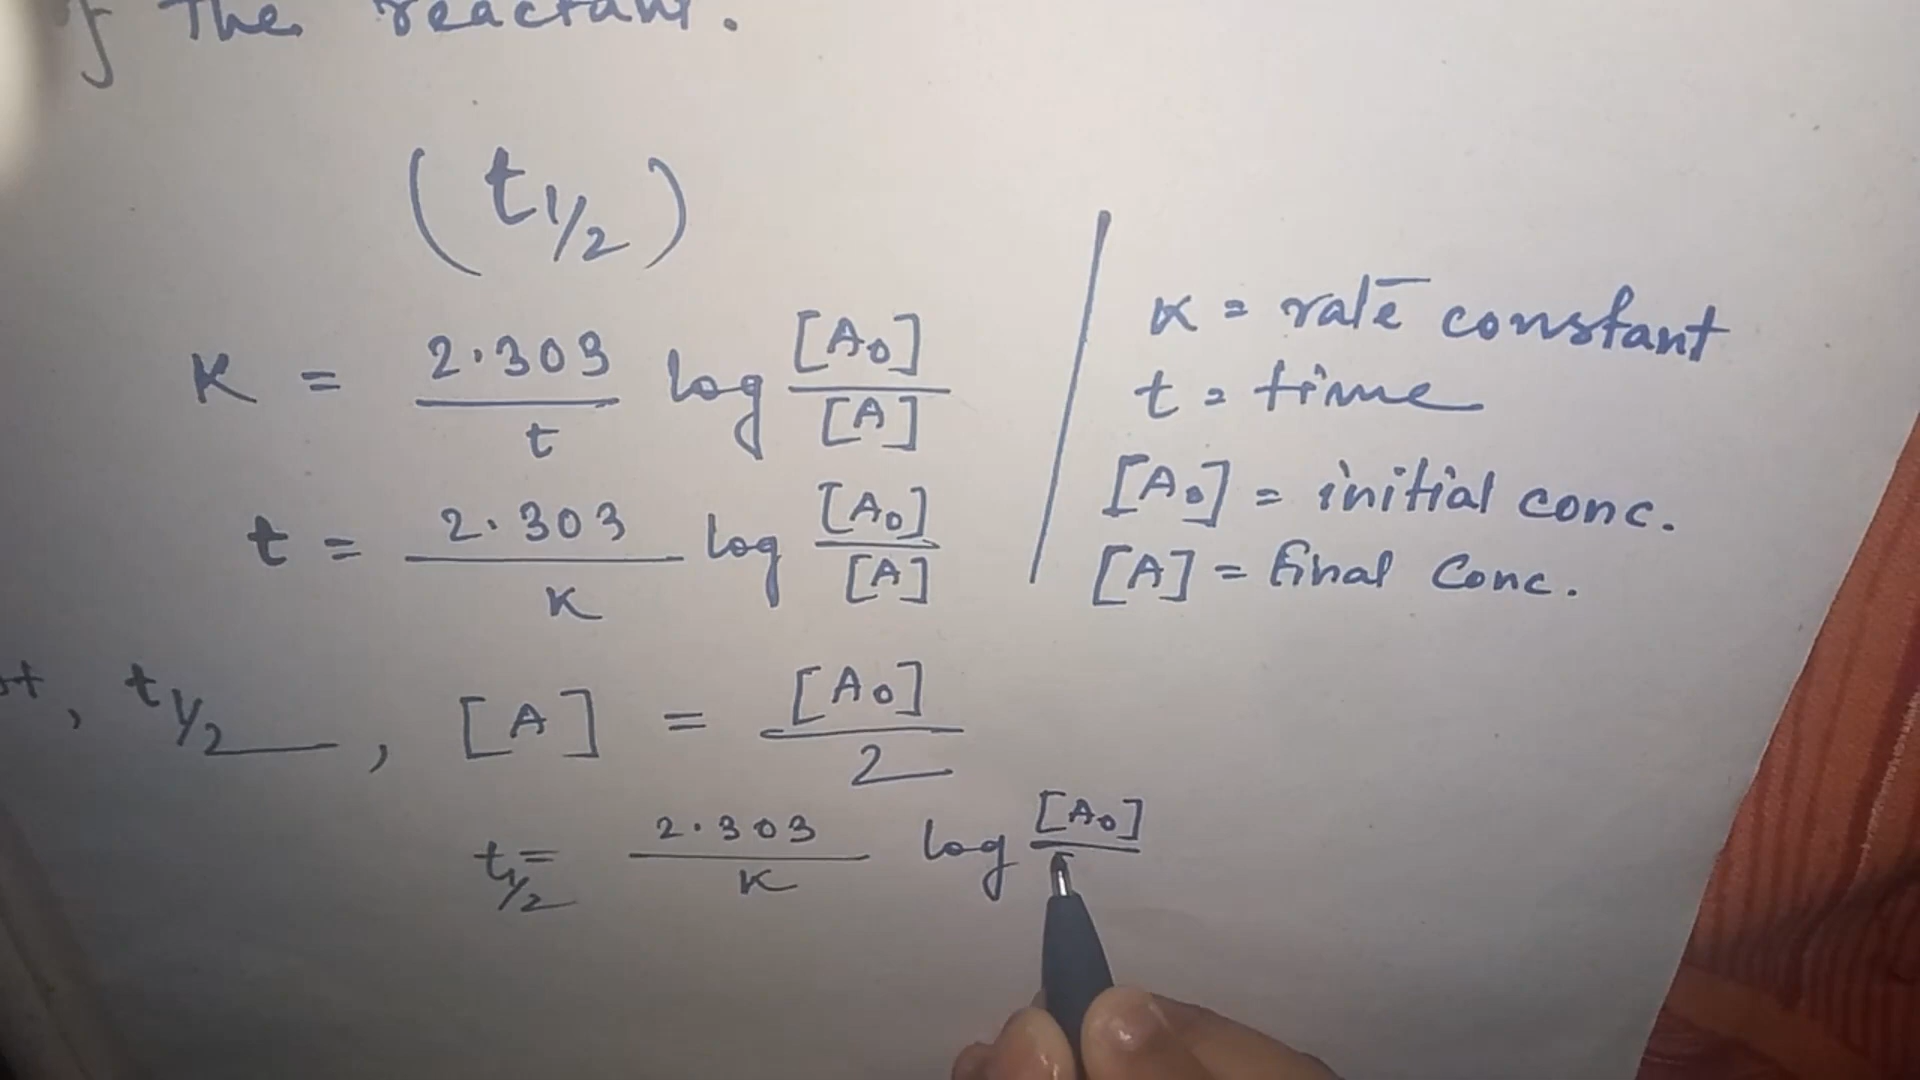 of the reactant.
(t1/2)
K = 2.303/t log [A0]/[A]
t = 2.303/K log [A0]/[A]
K = rate constant
t = time
[A0] = initial conc.
[A] = final conc.
, t1/2, [A] = [A0]/2
t1/2 = 2.303/K log [A0]